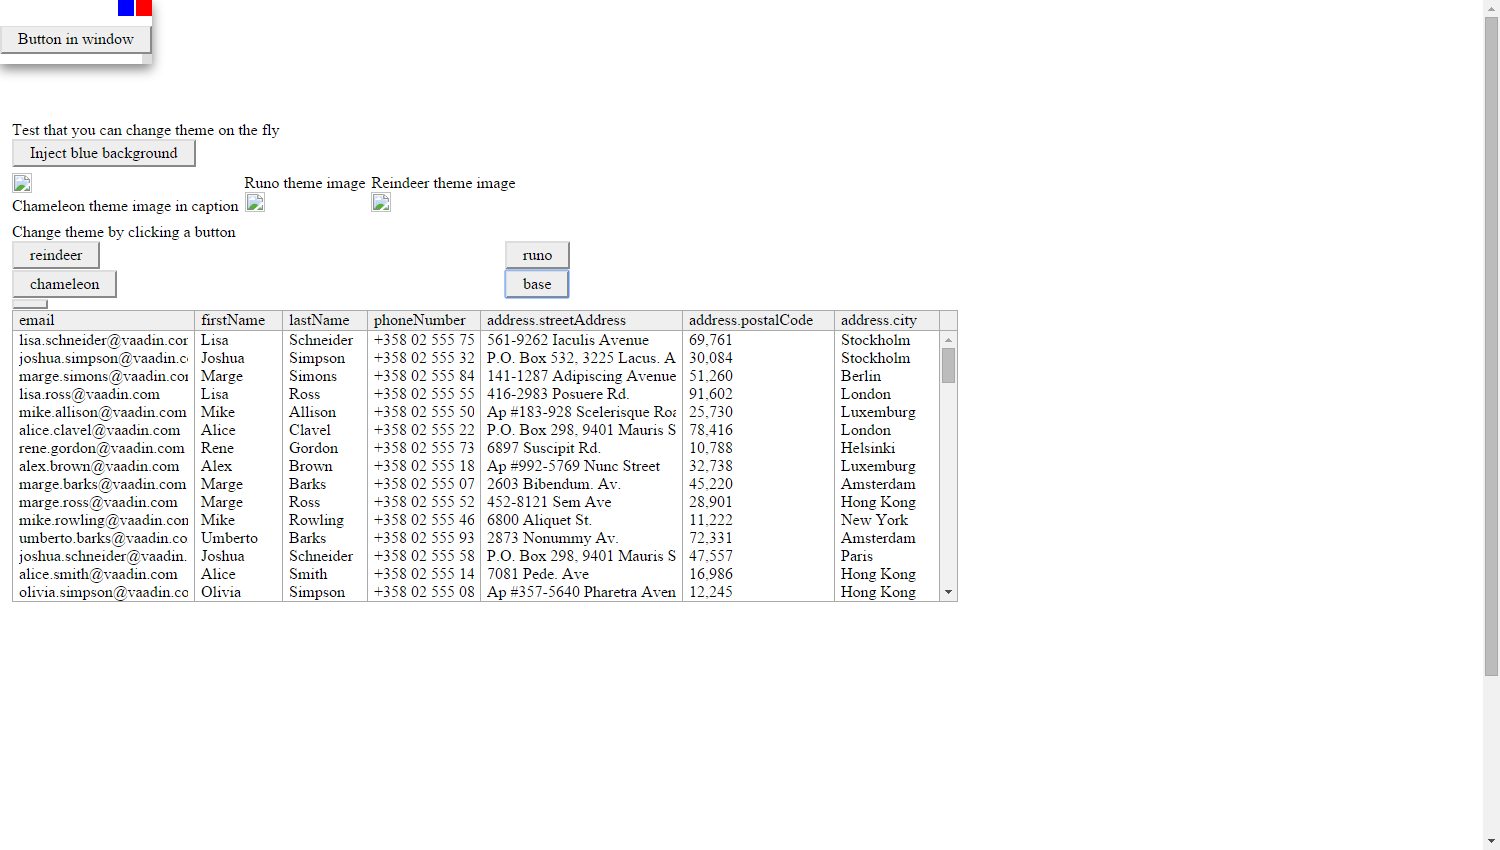 Button in window
Test that you can change theme on the fly
Inject blue background
Runo theme image Reindeer theme image
Chameleon theme image in caption
Change theme by clicking a button
reindeer runo
chameleon base
email firstName lastName phoneNumber address.streetAddress address.postalCode address.city
lisa.schneider@vaadin.cor Lisa Schneider +358 02 555 75 561-9262 Iaculis Avenue 69,761 Stockholm
joshua.simpson@vaadin.c Joshua Simpson +358 02 555 32 P.O. Box 532, 3225 Lacus. A 30,084 Stockholm
marge.simons@vaadin.cor Marge Simons +358 02 555 84 141-1287 Adipiscing Avenue 51,260 Berlin
lisa.ross@vaadin.com Lisa Ross +358 02 555 55 416-2983 Posuere Rd. 91,602 London
mike.allison@vaadin.com Mike Allison +358 02 555 50 Ap #183-928 Scelerisque Roa 25,730 Luxemburg
alice.clavel@vaadin.com Alice Clavel +358 02 555 22 P.O. Box 298, 9401 Mauris S 78,416 London
rene.gordon@vaadin.com Rene Gordon +358 02 555 73 6897 Suscipit Rd. 10,788 Helsinki
alex.brown@vaadin.com Alex Brown +358 02 555 18 Ap #992-5769 Nunc Street 32,738 Luxemburg
marge.barks@vaadin.com Marge Barks +358 02 555 07 2603 Bibendum. Av. 45,220 Amsterdam
marge.ross@vaadin.com Marge Ross +358 02 555 52 452-8121 Sem Ave 28,901 Hong Kong
mike.rowling@vaadin.con Mike Rowling +358 02 555 46 6800 Aliquet St. 11,222 New York
umberto.barks@vaadin.co Umberto Barks +358 02 555 93 2873 Nonummy Av. 72,331 Amsterdam
joshua.schneider@vaadin. Joshua Schneider +358 02 555 58 P.O. Box 298, 9401 Mauris S 47,557 Paris
alice.smith@vaadin.com Alice Smith +358 02 555 14 7081 Pede. Ave 16,986 Hong Kong
olivia.simpson@vaadin.co Olivia Simpson +358 02 555 08 Ap #357-5640 Pharetra Aven 12,245 Hong Kong